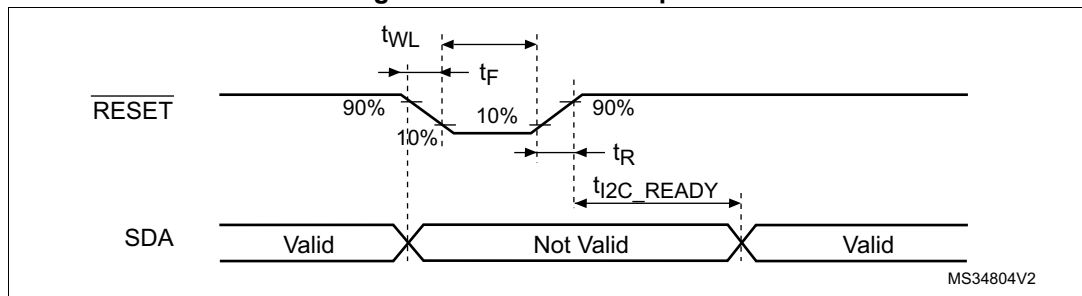 tWL
tF
RESET
90%
10%
10%
90%
tR
tI2C_READY
SDA
Valid
Not Valid
Valid
MS34804V2